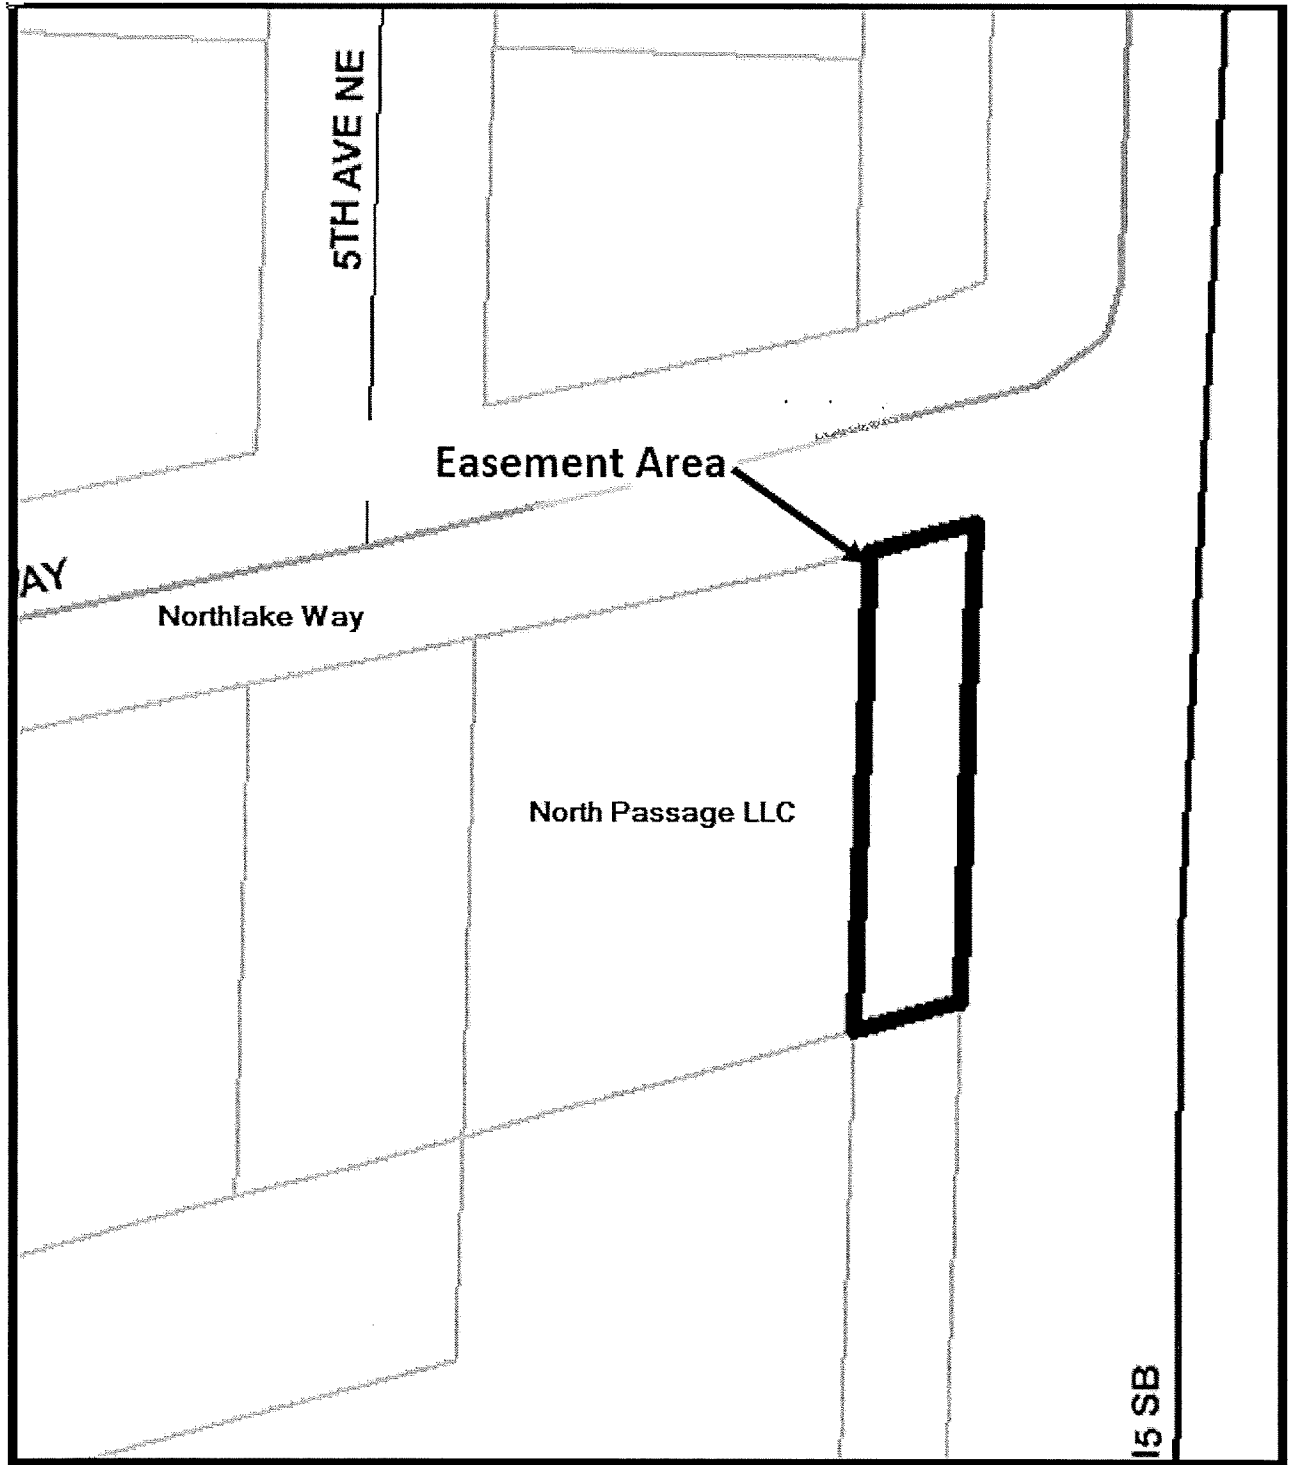 5TH AVE NE
Easement Area
AY
Northlake Way
North Passage LLC
I5 SB